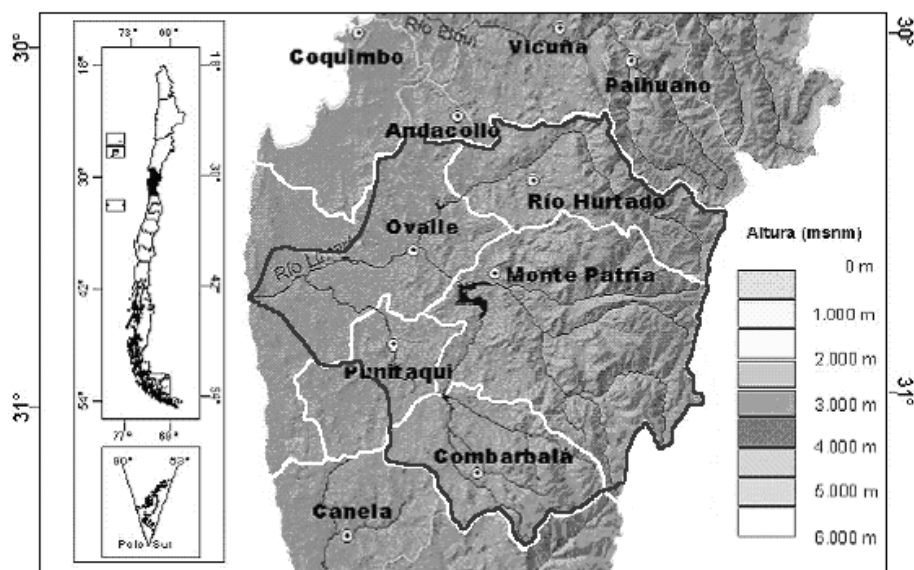 73° 69°
18° 18°
30° 30°
42° 42°
54° 54°
77° 68°
90° 53°
Polo Sur
30° 30°
31° 31°
Río Elqui
Coquimbo
Vicuña
Paihuano
Andacollo
Río Hurtado
Ovalle
Río Limarí
Monte Patria
Punitaqui
Combarbalá
Canela
Altura (msnm)
0 m
1.000 m
2.000 m
3.000 m
4.000 m
5.000 m
6.000 m